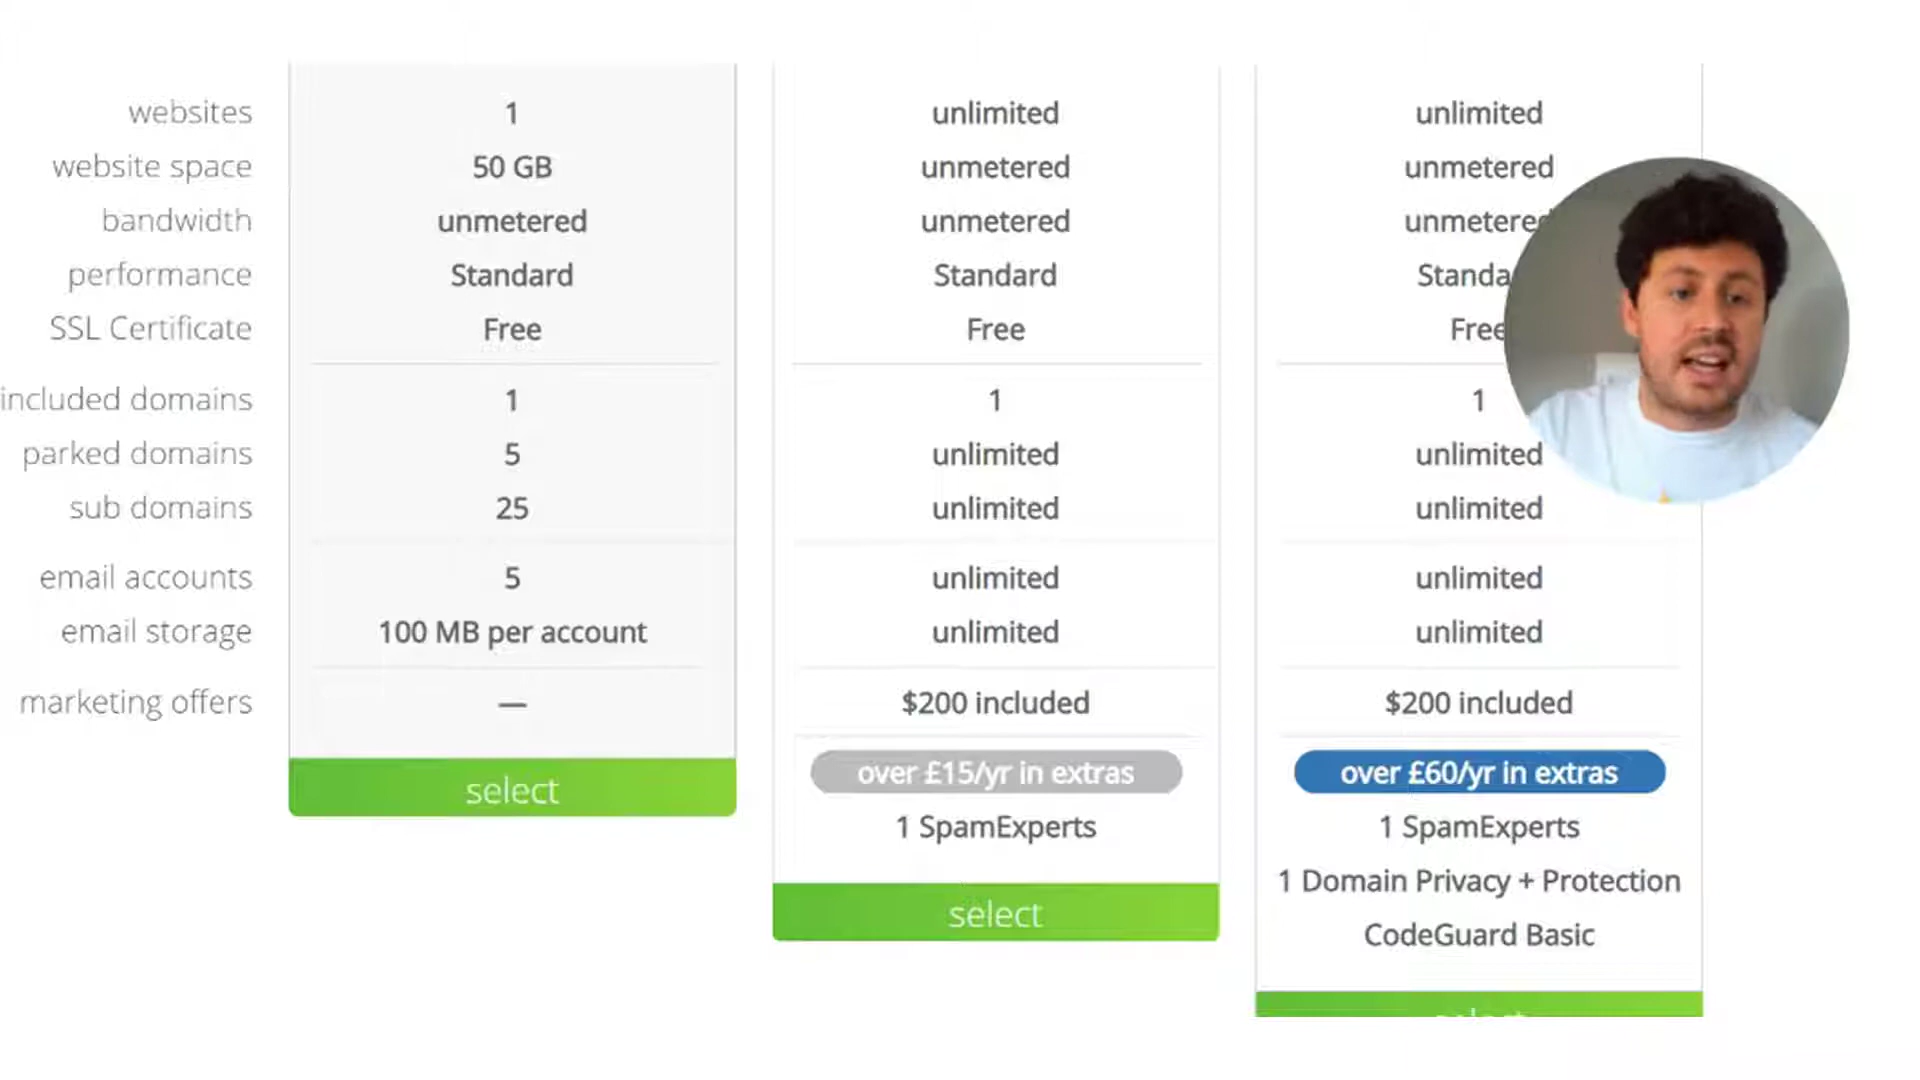 websites 1 unlimited unlimited
website space 50 GB unmetered unmetered
bandwidth unmetered unmetered unmetere
performance Standard Standard Standa
SSL Certificate Free Free Free
included domains 1 1 1
parked domains 5 unlimited unlimited
sub domains 25 unlimited unlimited
email accounts 5 unlimited unlimited
email storage 100 MB per account unlimited unlimited
marketing offers — $200 included $200 included
over £15/yr in extras over £60/yr in extras
select
1 SpamExperts 1 SpamExperts
1 Domain Privacy + Protection
select
CodeGuard Basic